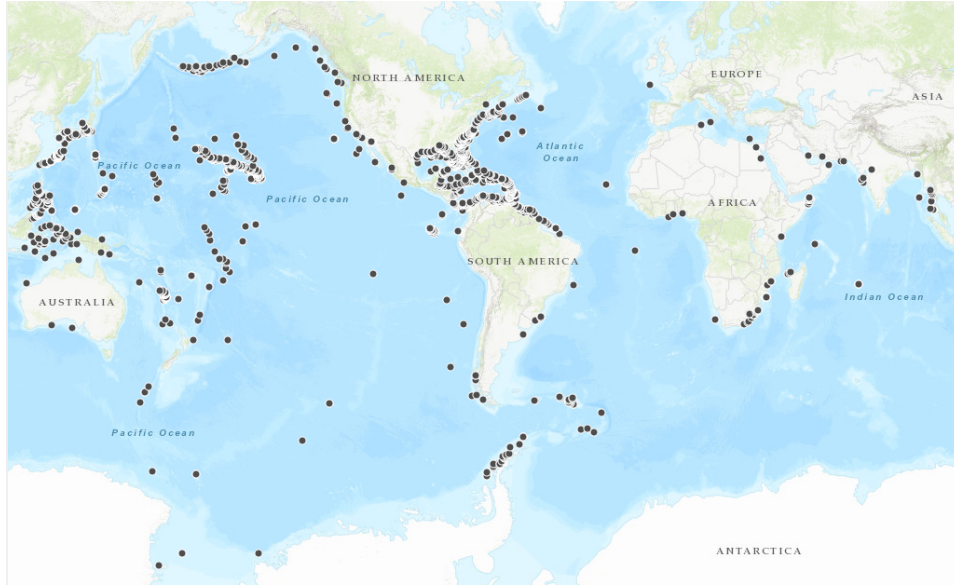 NORTH AMERICA
EUROPE
ASIA
Atlantic
Ocean
Pacific Ocean
Pacific Ocean
AFRICA
SOUTH AMERICA
AUSTRALIA
Indian Ocean
Pacific Ocean
ANTARCTICA